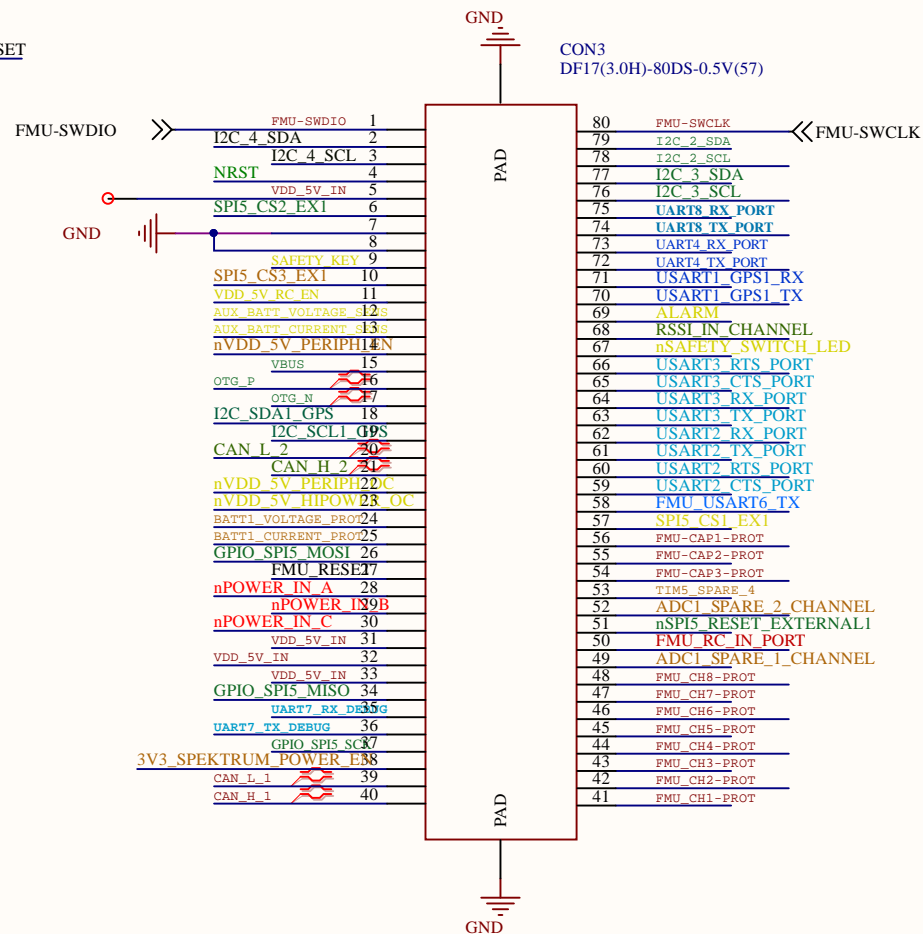 GND
SET
CON3
DF17(3.0H)-80DS-0.5V(57)
FMU-SWDIO
FMU-SWDIO 1
I2C_4_SDA 2
I2C_4_SCL 3
NRST 4
VDD_5V_IN 5
SPI5_CS2_EX1 6
GND
7
8
SAFETY_KEY 9
SPI5_CS3_EX1 10
VDD_5V_RC_EN 11
AUX_BATT_VOLTAGE_SENS 12
AUX_BATT_CURRENT_SENS 13
nVDD_5V_PERIPH_EN 14
VBUS 15
OTG_P 16
OTG_N 17
I2C_SDA1_GPS 18
I2C_SCL1_GPS 19
CAN_L_2 20
CAN_H_2 21
nVDD_5V_PERIPH_OC 22
nVDD_5V_HIPOWER_OC 23
BATT1_VOLTAGE_PROT 24
BATT1_CURRENT_PROT 25
GPIO_SPI5_MOSI 26
FMU_RESET 27
nPOWER_IN_A 28
nPOWER_IN_B 29
nPOWER_IN_C 30
VDD_5V_IN 31
VDD_5V_IN 32
VDD_5V_IN 33
GPIO_SPI5_MISO 34
UART7_RX_DEBUG 35
UART7_TX_DEBUG 36
GPIO_SPI5_SCK 37
3V3_SPEKTRUM_POWER_EN 38
CAN_L_1 39
CAN_H_1 40
PAD
PAD
80 FMU-SWCLK
FMU-SWCLK
79 I2C_2_SDA
78 I2C_2_SCL
77 I2C_3_SDA
76 I2C_3_SCL
75 UART8_RX_PORT
74 UART8_TX_PORT
73 UART4_RX_PORT
72 UART4_TX_PORT
71 USART1_GPS1_RX
70 USART1_GPS1_TX
69 ALARM
68 RSSI_IN_CHANNEL
67 nSAFETY_SWITCH_LED
66 USART3_RTS_PORT
65 USART3_CTS_PORT
64 USART3_RX_PORT
63 USART3_TX_PORT
62 USART2_RX_PORT
61 USART2_TX_PORT
60 USART2_RTS_PORT
59 USART2_CTS_PORT
58 FMU_USART6_TX
57 SPI5_CS1_EX1
56 FMU-CAP1-PROT
55 FMU-CAP2-PROT
54 FMU-CAP3-PROT
53 TIM5_SPARE_4
52 ADC1_SPARE_2_CHANNEL
51 nSPI5_RESET_EXTERNAL1
50 FMU_RC_IN_PORT
49 ADC1_SPARE_1_CHANNEL
48 FMU_CH8-PROT
47 FMU_CH7-PROT
46 FMU_CH6-PROT
45 FMU_CH5-PROT
44 FMU_CH4-PROT
43 FMU_CH3-PROT
42 FMU_CH2-PROT
41 FMU_CH1-PROT
GND